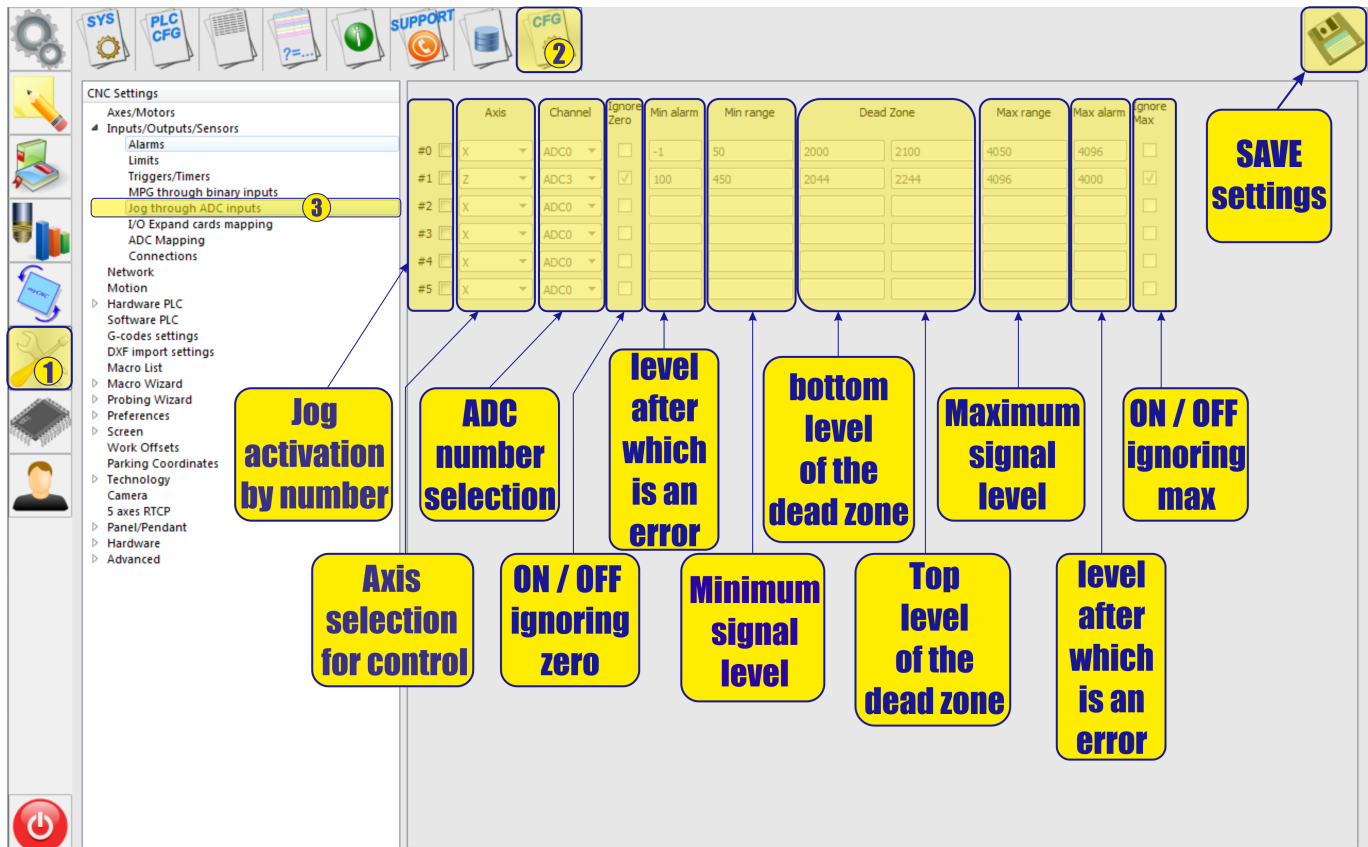 SYS
PLC
CFG
?=...
SUPPORT
CFG
2
CNC Settings
Axes/Motors
Inputs/Outputs/Sensors
Alarms
Limits
Triggers/Timers
MPG through binary inputs
Jog through ADC inputs
3
I/O Expand cards mapping
ADC Mapping
Connections
Network
Motion
Hardware PLC
Software PLC
G-codes settings
DXF import settings
Macro List
Macro Wizard
Probing Wizard
Preferences
Screen
Work Offsets
Parking Coordinates
Technology
Camera
5 axes RTCP
Panel/Pendant
Hardware
Advanced
myCNC
1
Axis Channel Ignore Zero Min alarm Min range Dead Zone Max range Max alarm Ignore Max
#0 X ADC0 -1 50 2000 2100 4050 4096
#1 Z ADC3 100 450 2044 2244 4096 4000
#2 X ADC0
#3 X ADC0
#4 X ADC0
#5 X ADC0
SAVE
settings
Jog
activation
by number
ADC
number
selection
level
after
which
is an
error
bottom
level
of the
dead zone
Maximum
signal
level
ON / OFF
ignoring
max
Axis
selection
for control
ON / OFF
ignoring
zero
Minimum
signal
level
Top
level
of the
dead zone
level
after
which
is an
error